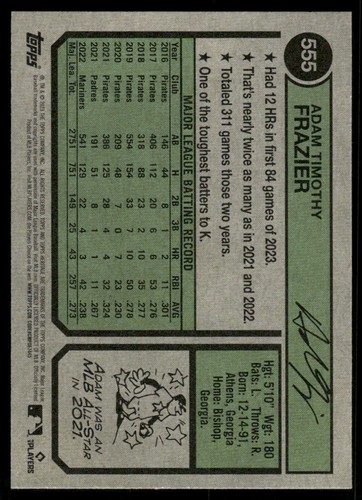 555
ADAM TIMOTHY
FRAZIER
Hgt: 5'10" Wgt: 180
Bats: L. Throws: R.
Born: 12-14-91,
Athens, Georgia
Home: Bishop,
Georgia.
★ Had 12 HRs in first 84 games of 2023.
★ That's nearly twice as many as in 2021 and 2022.
★ Totaled 311 games those two years.
★ One of the toughest batters to K.
ADAM WAS AN
MLB ALL-STAR
IN 2021.
MAJOR LEAGUE BATTING RECORD
Year Club AB H 2B 3B HR RBI AVG
2016 Pirates 146 44 8 1 2 11 .301
2017 Pirates 406 112 20 6 6 53 .276
2018 Pirates 318 88 23 2 10 35 .277
2019 Pirates 554 154 33 7 10 50 .278
2020 Pirates 209 48 7 0 7 23 .230
2021 Pirates 386 125 28 4 4 32 .324
2021 Padres 191 51 8 1 1 11 .267
2022 Mariners 541 129 22 4 3 42 .238
Maj. Lea. Tot. 2751 751 149 25 43 257 .273
Topps
PLAYERS